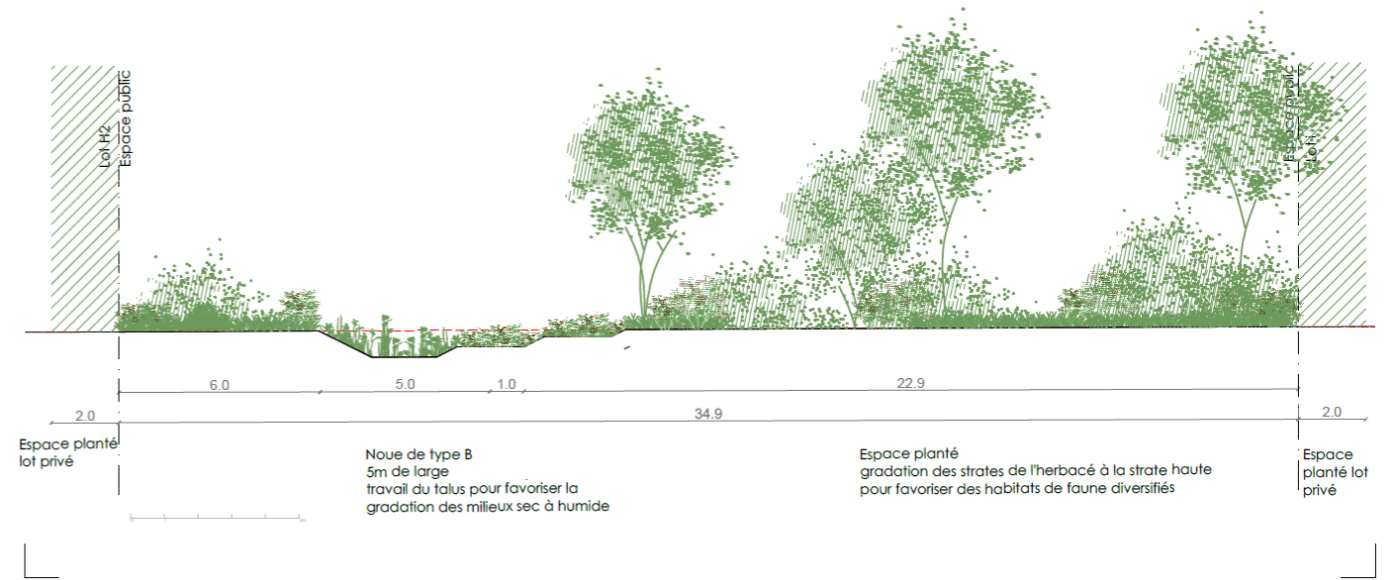 Lot H2
Espace public
Espace public
Lot i
6.0
5.0
1.0
22.9
2.0
34.9
2.0
Espace planté
lot privé
Noue de type B
5m de large
travail du talus pour favoriser la
gradation des milieux sec à humide
Espace planté
gradation des strates de l'herbacé à la strate haute
pour favoriser des habitats de faune diversifiés
Espace
planté lot
privé